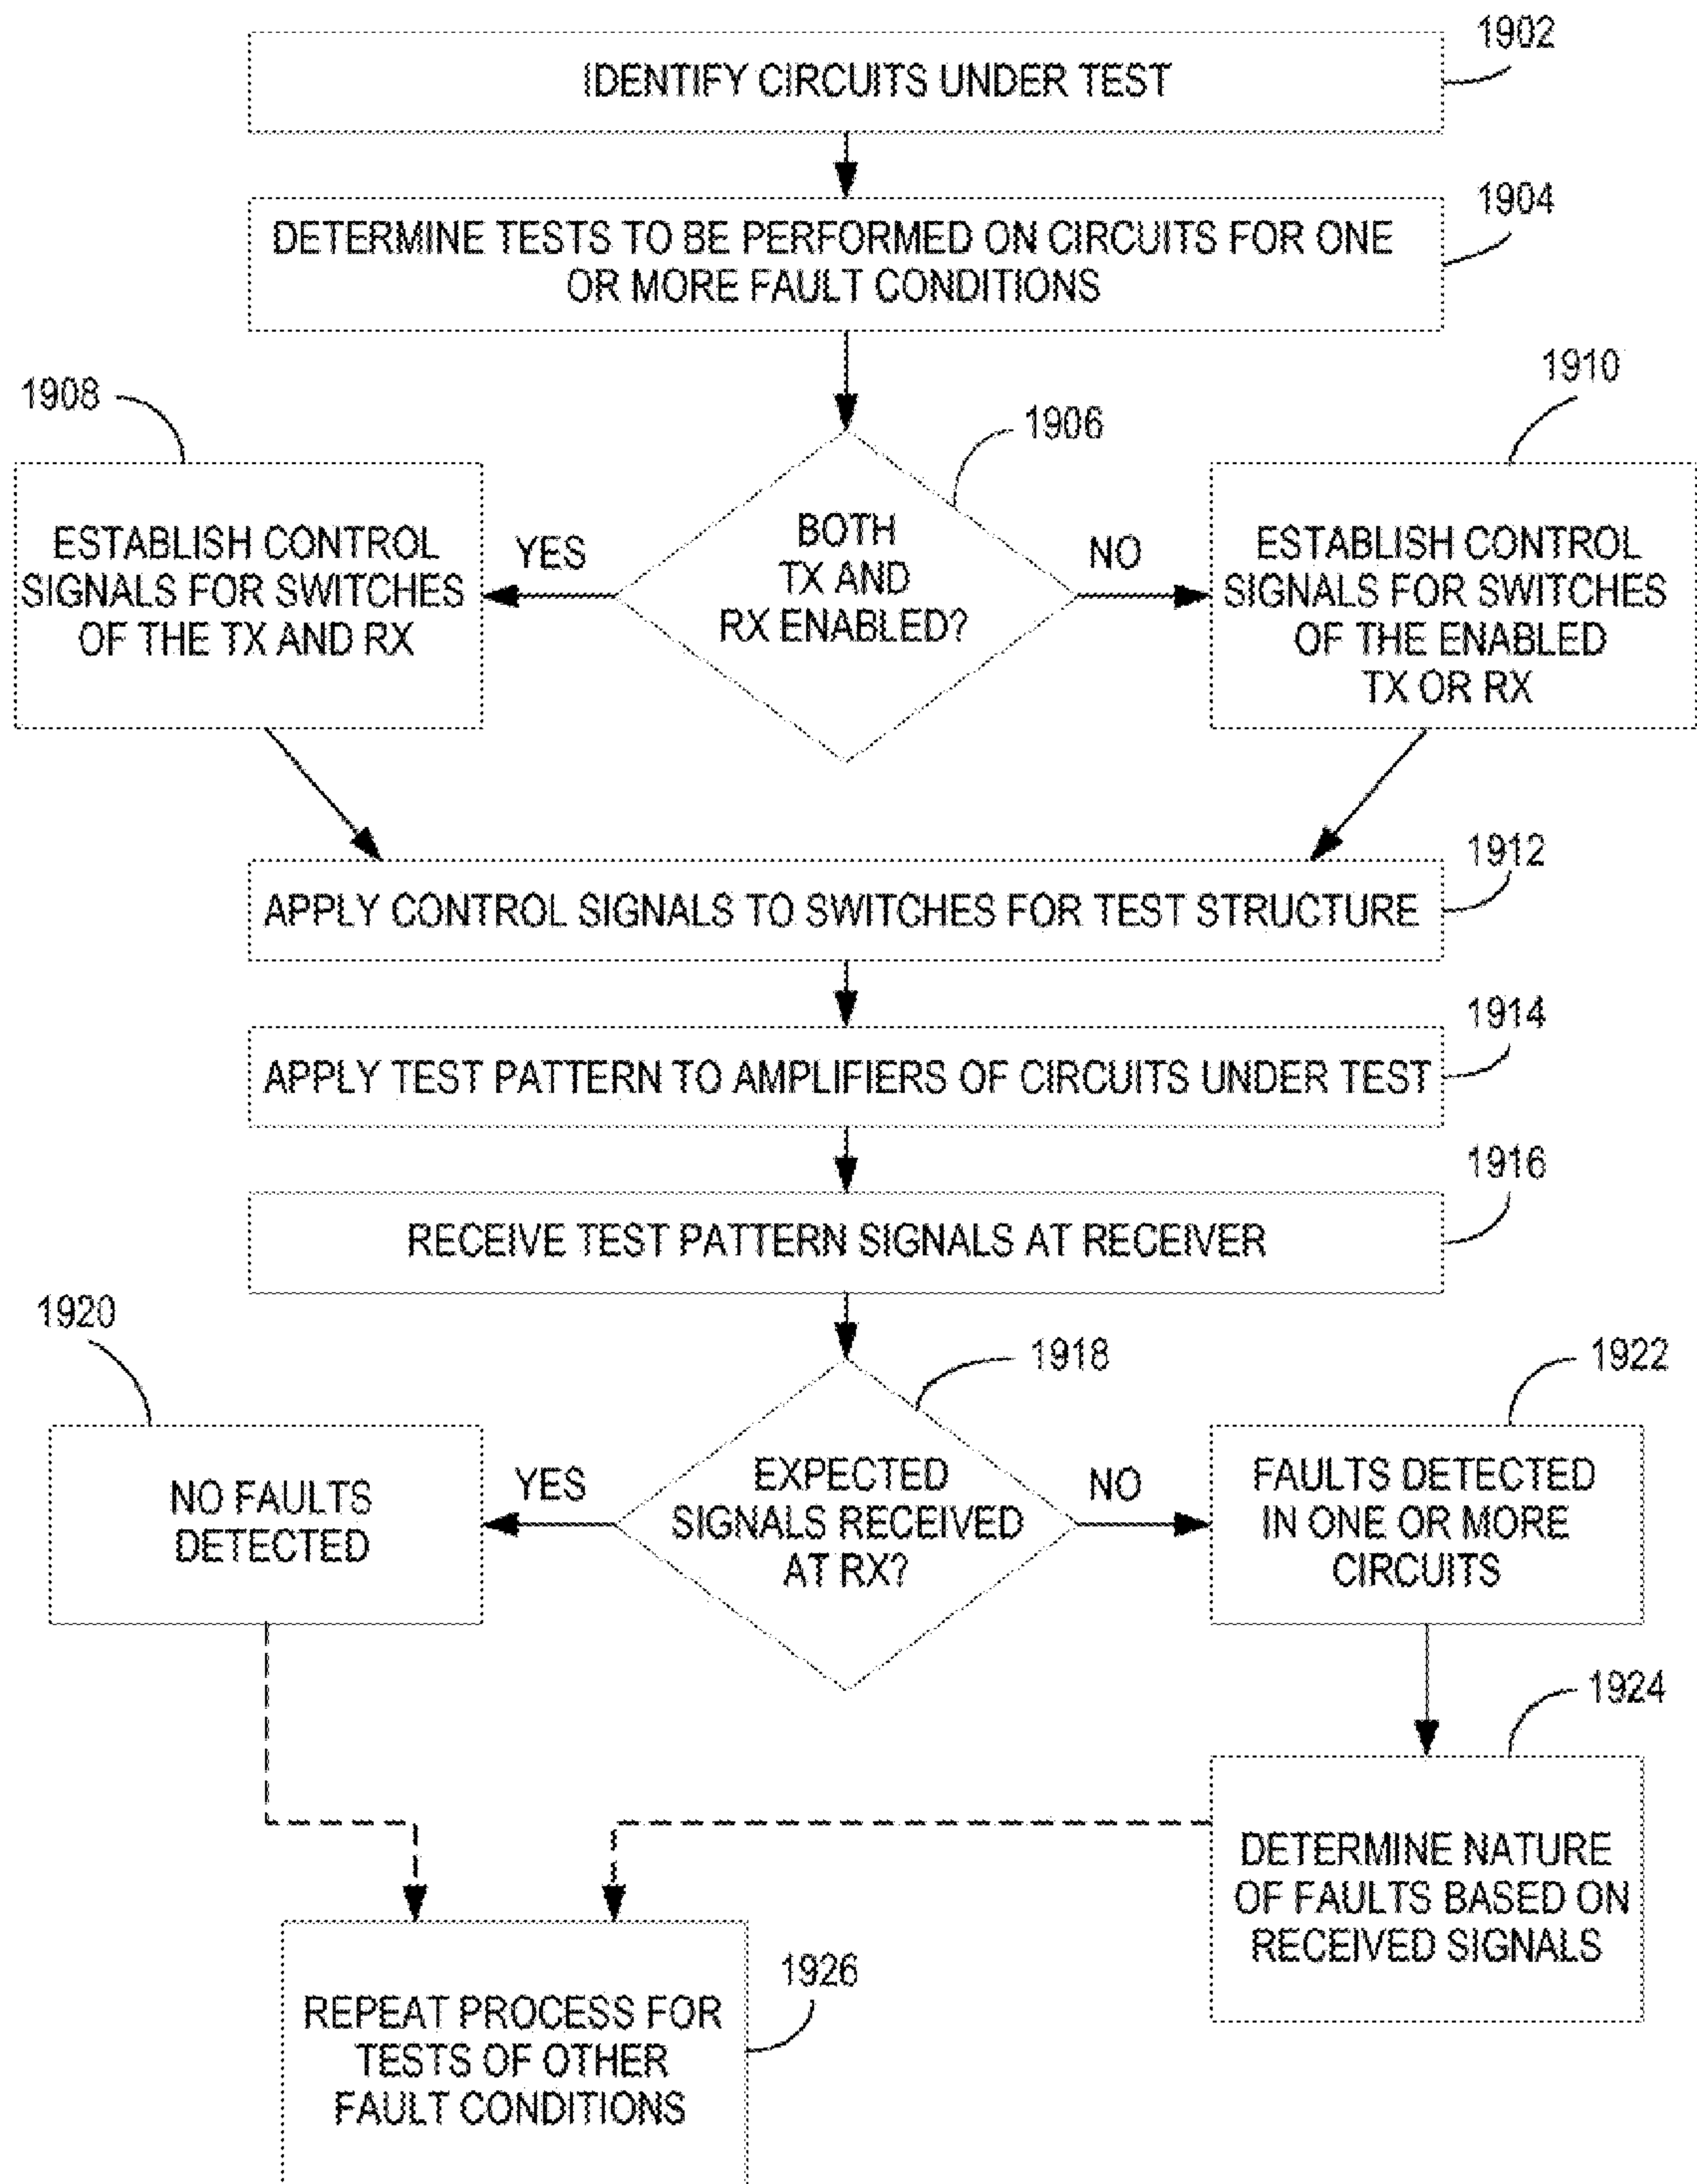 1902
IDENTIFY CIRCUITS UNDER TEST
1904
DETERMINE TESTS TO BE PERFORMED ON CIRCUITS FOR ONE
OR MORE FAULT CONDITIONS
1908
1906
1910
ESTABLISH CONTROL
SIGNALS FOR SWITCHES
OF THE TX AND RX
YES
BOTH
TX AND
RX ENABLED?
NO
ESTABLISH CONTROL
SIGNALS FOR SWITCHES
OF THE ENABLED
TX OR RX
1912
APPLY CONTROL SIGNALS TO SWITCHES FOR TEST STRUCTURE
1914
APPLY TEST PATTERN TO AMPLIFIERS OF CIRCUITS UNDER TEST
1916
RECEIVE TEST PATTERN SIGNALS AT RECEIVER
1920
1918
1922
NO FAULTS
DETECTED
YES
EXPECTED
SIGNALS RECEIVED
AT RX?
NO
FAULTS DETECTED
IN ONE OR MORE
CIRCUITS
1924
DETERMINE NATURE
OF FAULTS BASED ON
RECEIVED SIGNALS
1926
REPEAT PROCESS FOR
TESTS OF OTHER
FAULT CONDITIONS